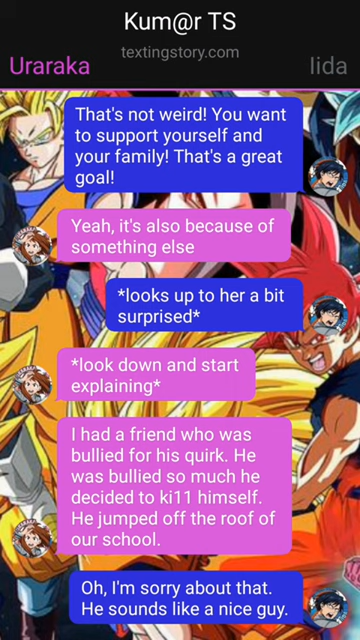 Kum@r TS
textingstory.com
Uraraka
Iida
That's not weird! You want
to support yourself and
your family! That's a great
goal!
Yeah, it's also because of
something else
*looks up to her a bit
surprised*
*look down and start
explaining*
I had a friend who was
bullied for his quirk. He
was bullied so much he
decided to ki11 himself.
He jumped off the roof of
our school.
Oh, I'm sorry about that.
He sounds like a nice guy.